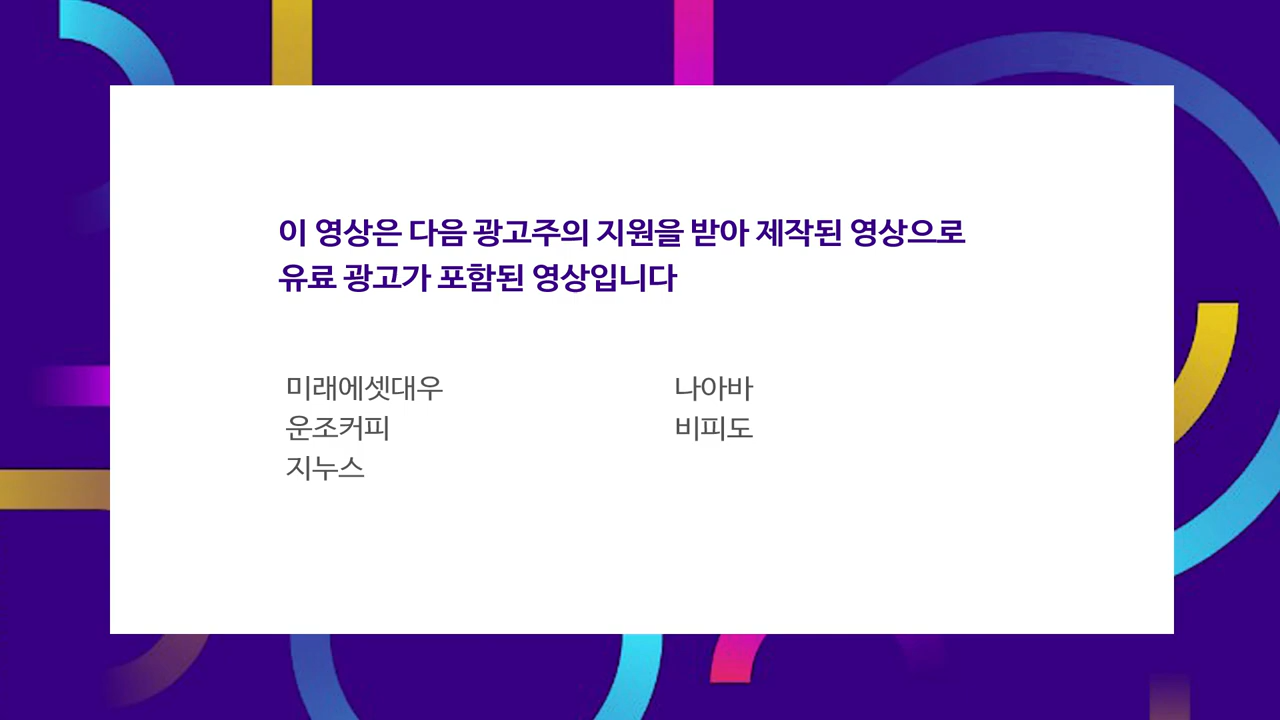 이 영상은 다음 광고주의 지원을 받아 제작된 영상으로
유료 광고가 포함된 영상입니다
미래에셋대우
운조커피
지누스
나아바
비피도